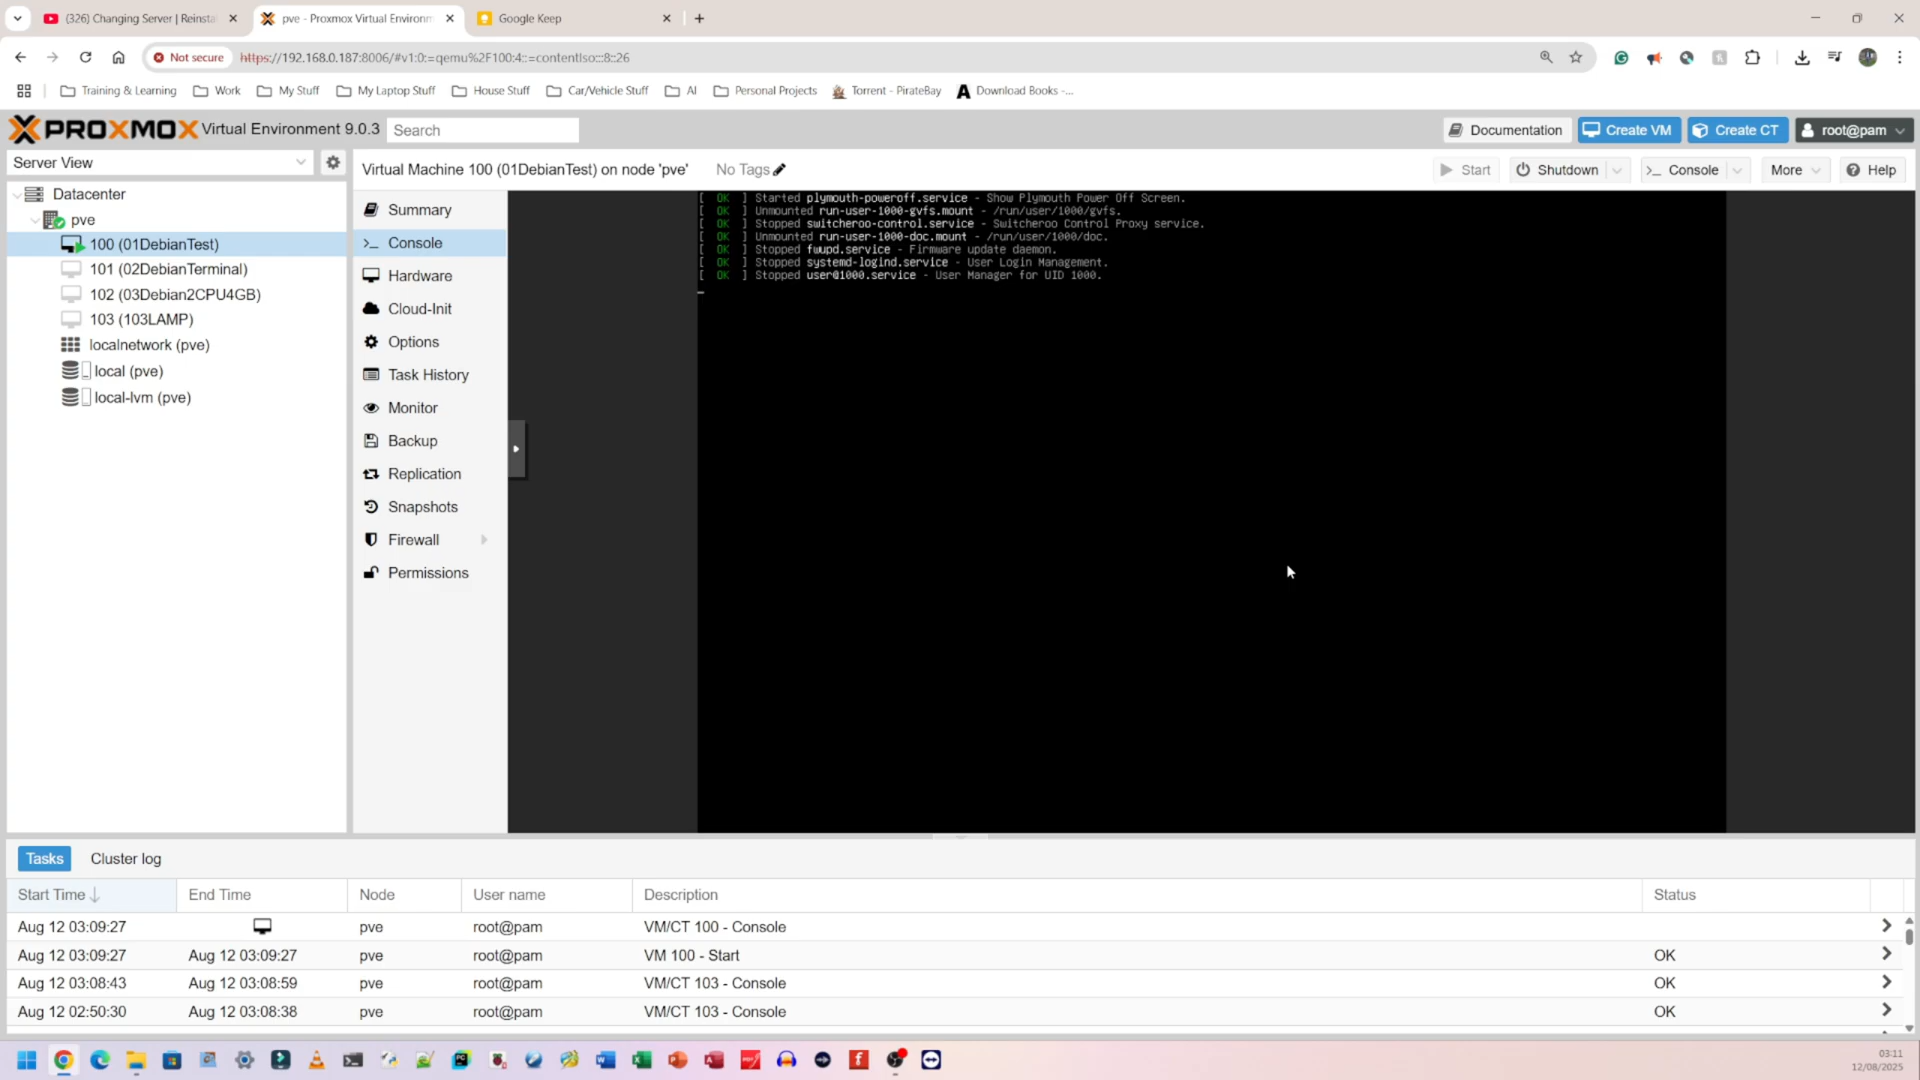 (326) Changing Server | Reinsta
pve - Proxmox Virtual Environm
Google Keep
Not secure
https://192.168.0.187:8006/#v1:0:=qemu%2F100:4::=contentIso:::8::26
Training & Learning
Work
My Stuff
My Laptop Stuff
House Stuff
Car/Vehicle Stuff
AI
Personal Projects
Torrent - PirateBay
Download Books -...
PROXMOX Virtual Environment 9.0.3
Search
Documentation
Create VM
Create CT
root@pam
Server View
Virtual Machine 100 (01DebianTest) on node 'pve'
No Tags
Start
Shutdown
Console
More
Help
Datacenter
pve
100 (01DebianTest)
101 (02DebianTerminal)
102 (03Debian2CPU4GB)
103 (103LAMP)
localnetwork (pve)
local (pve)
local-lvm (pve)
Summary
Console
Hardware
Cloud-Init
Options
Task History
Monitor
Backup
Replication
Snapshots
Firewall
Permissions
[ OK ] Started plymouth-poweroff.service - Show Plymouth Power Off Screen.
[ OK ] Unmounted run-user-1000-gvfs.mount - /run/user/1000/gvfs.
[ OK ] Stopped switcheroo-control.service - Switcheroo Control Proxy service.
[ OK ] Unmounted run-user-1000-doc.mount - /run/user/1000/doc.
[ OK ] Stopped fwupd.service - Firmware update daemon.
[ OK ] Stopped systemd-logind.service - User Login Management.
[ OK ] Stopped user@1000.service - User Manager for UID 1000.
Tasks
Cluster log
Start Time End Time Node User name Description Status
Aug 12 03:09:27 pve root@pam VM/CT 100 - Console
Aug 12 03:09:27 Aug 12 03:09:27 pve root@pam VM 100 - Start OK
Aug 12 03:08:43 Aug 12 03:08:59 pve root@pam VM/CT 103 - Console OK
Aug 12 02:50:30 Aug 12 03:08:38 pve root@pam VM/CT 103 - Console OK
03:11
12/08/2025